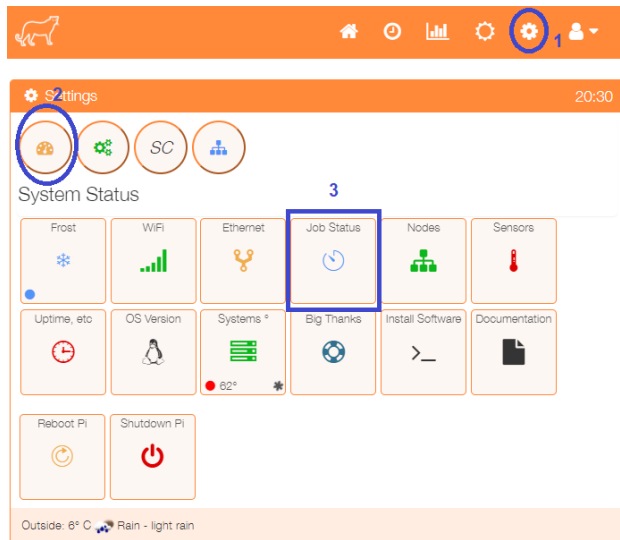 1
2
Settings
20:30
SC
System Status
3
Frost
WiFi
Ethernet
Job Status
Nodes
Sensors
Uptime, etc
OS Version
Systems °
Big Thanks
Install Software
Documentation
>_
62°
Reboot Pi
Shutdown Pi
Outside: 6° C Rain - light rain